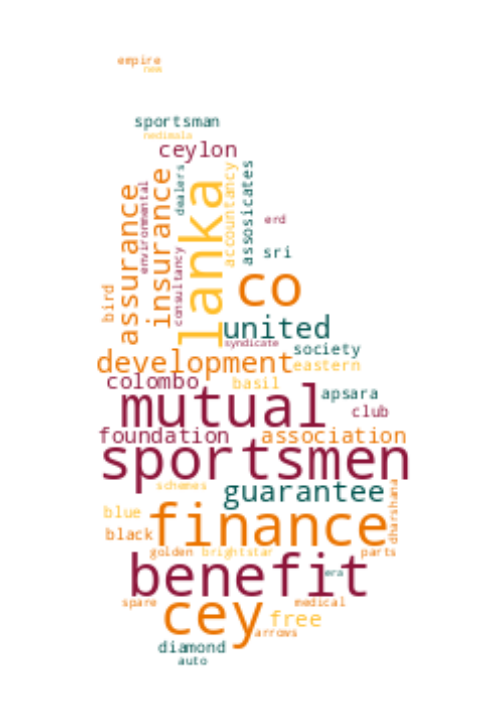 empire
new
sportsman
nedimala
ceylon
dealers
accountancy
assosicates
environmental
insurance
assurance
lanka
erd
sri
consultancy
bird
co
united
syndicate
society
development
eastern
colombo
basil
apsara
mutual
club
foundation
association
sportsmen
schemes
guarantee
dharshana
blue
finance
black
golden
brightstar
parts
benefit
era
spare
cey
medical
free
arrows
diamond
auto